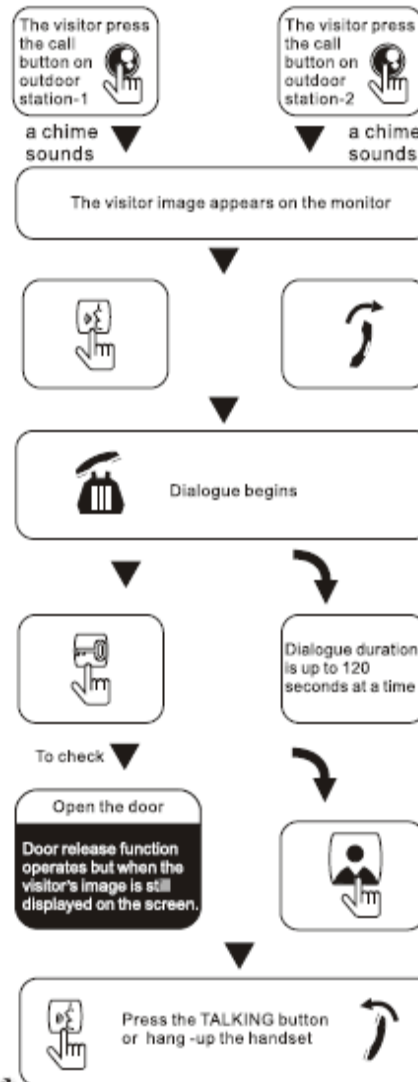 The visitor press
the call
button on
outdoor
station-1
The visitor press
the call
button on
outdoor
station-2
a chime
sounds
a chime
sounds
The visitor image appears on the monitor
Dialogue begins
Dialogue duration
is up to 120
seconds at a time
To check
Open the door
Door release function
operates but when the
visitor's image is still
displayed on the screen.
Press the TALKING button
or hang -up the handset